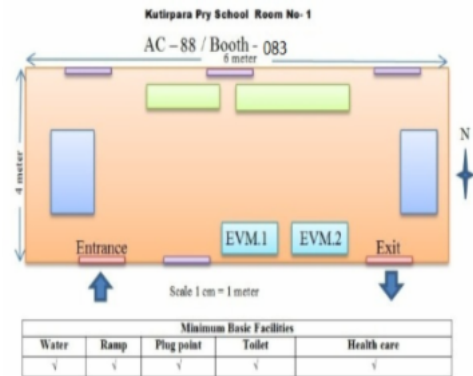 Kutirpara Pry School Room No- 1
AC – 88 / Booth - 083
6 meter
4 meter
N
EVM.1 EVM.2
Entrance Exit
Scale 1 cm = 1 meter
Minimum Basic Facilities
Water Ramp Plug point Toilet Health care
√ √ √ √ √